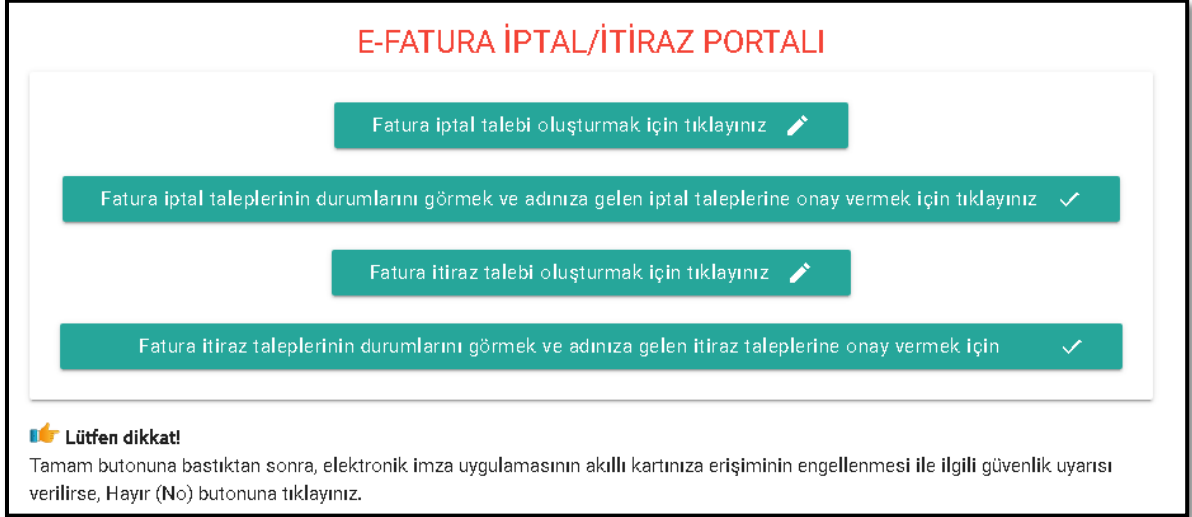 E-FATURA İPTAL/İTİRAZ PORTALI
Fatura iptal talebi oluşturmak için tıklayınız
Fatura iptal taleplerinin durumlarını görmek ve adınıza gelen iptal taleplerine onay vermek için tıklayınız
Fatura itiraz talebi oluşturmak için tıklayınız
Fatura itiraz taleplerinin durumlarını görmek ve adınıza gelen itiraz taleplerine onay vermek için
Lütfen dikkat!
Tamam butonuna bastıktan sonra, elektronik imza uygulamasının akıllı kartınıza erişiminin engellenmesi ile ilgili güvenlik uyarısı
verilirse, Hayır (No) butonuna tıklayınız.